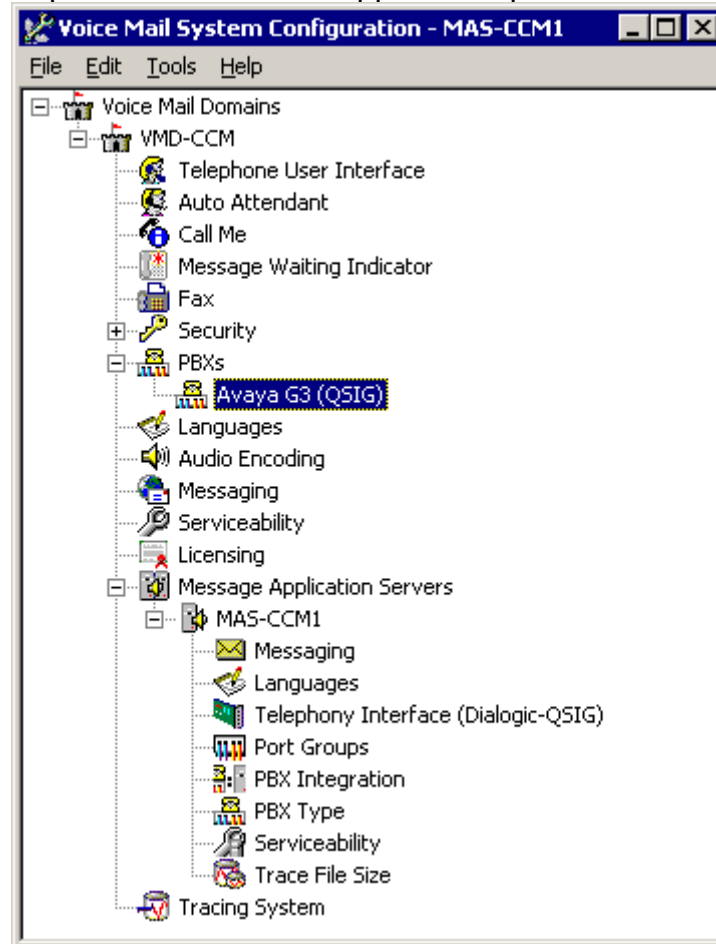 Voice Mail System Configuration - MAS-CCM1
File Edit Tools Help
Voice Mail Domains
VMD-CCM
Telephone User Interface
Auto Attendant
Call Me
Message Waiting Indicator
Fax
Security
PBXs
Avaya G3 (QSIG)
Languages
Audio Encoding
Messaging
Serviceability
Licensing
Message Application Servers
MAS-CCM1
Messaging
Languages
Telephony Interface (Dialogic-QSIG)
Port Groups
PBX Integration
PBX Type
Serviceability
Trace File Size
Tracing System